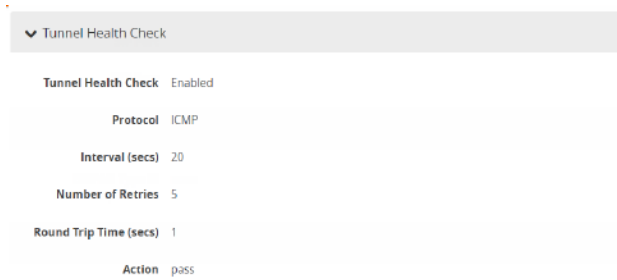 Tunnel Health Check
Tunnel Health Check Enabled
Protocol ICMP
Interval (secs) 20
Number of Retries 5
Round Trip Time (secs) 1
Action pass